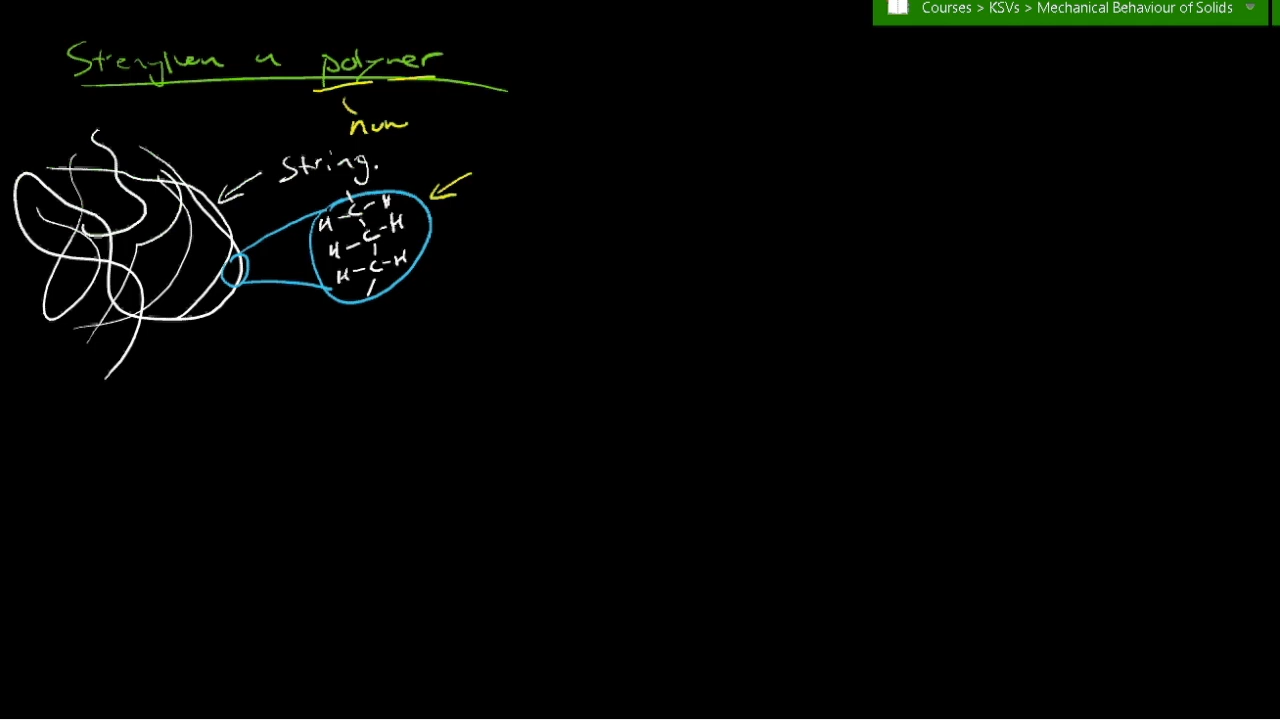 Courses > KSVs > Mechanical Behaviour of Solids
Strengthen a polymer
String.
H C H
H C H
H C H